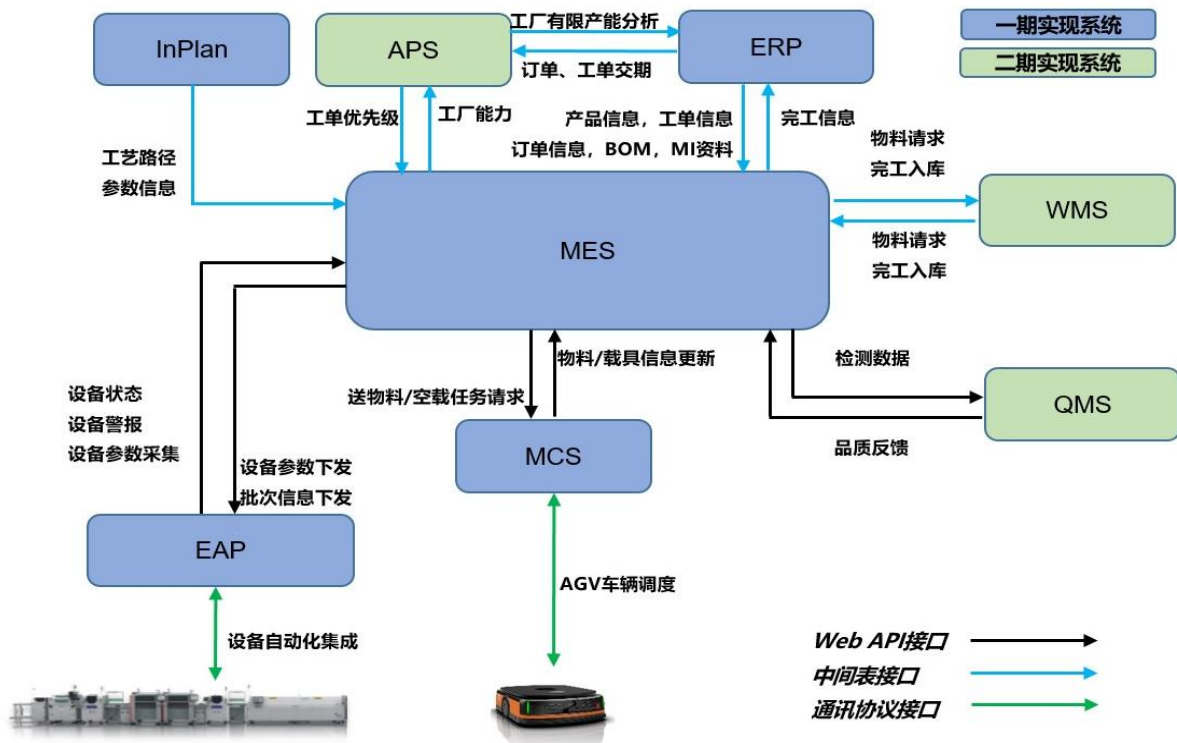 工厂有限产能分析
InPlan
APS
ERP
一期实现系统
二期实现系统
订单、工单交期
工单优先级
工厂能力
产品信息，工单信息
订单信息，BOM，MI资料
完工信息
物料请求
完工入库
工艺路径
参数信息
MES
WMS
物料请求
完工入库
物料/载具信息更新
检测数据
设备状态
设备警报
设备参数采集
送物料/空载任务请求
QMS
MCS
品质反馈
设备参数下发
批次信息下发
EAP
AGV车辆调度
设备自动化集成
Web API接口
中间表接口
通讯协议接口